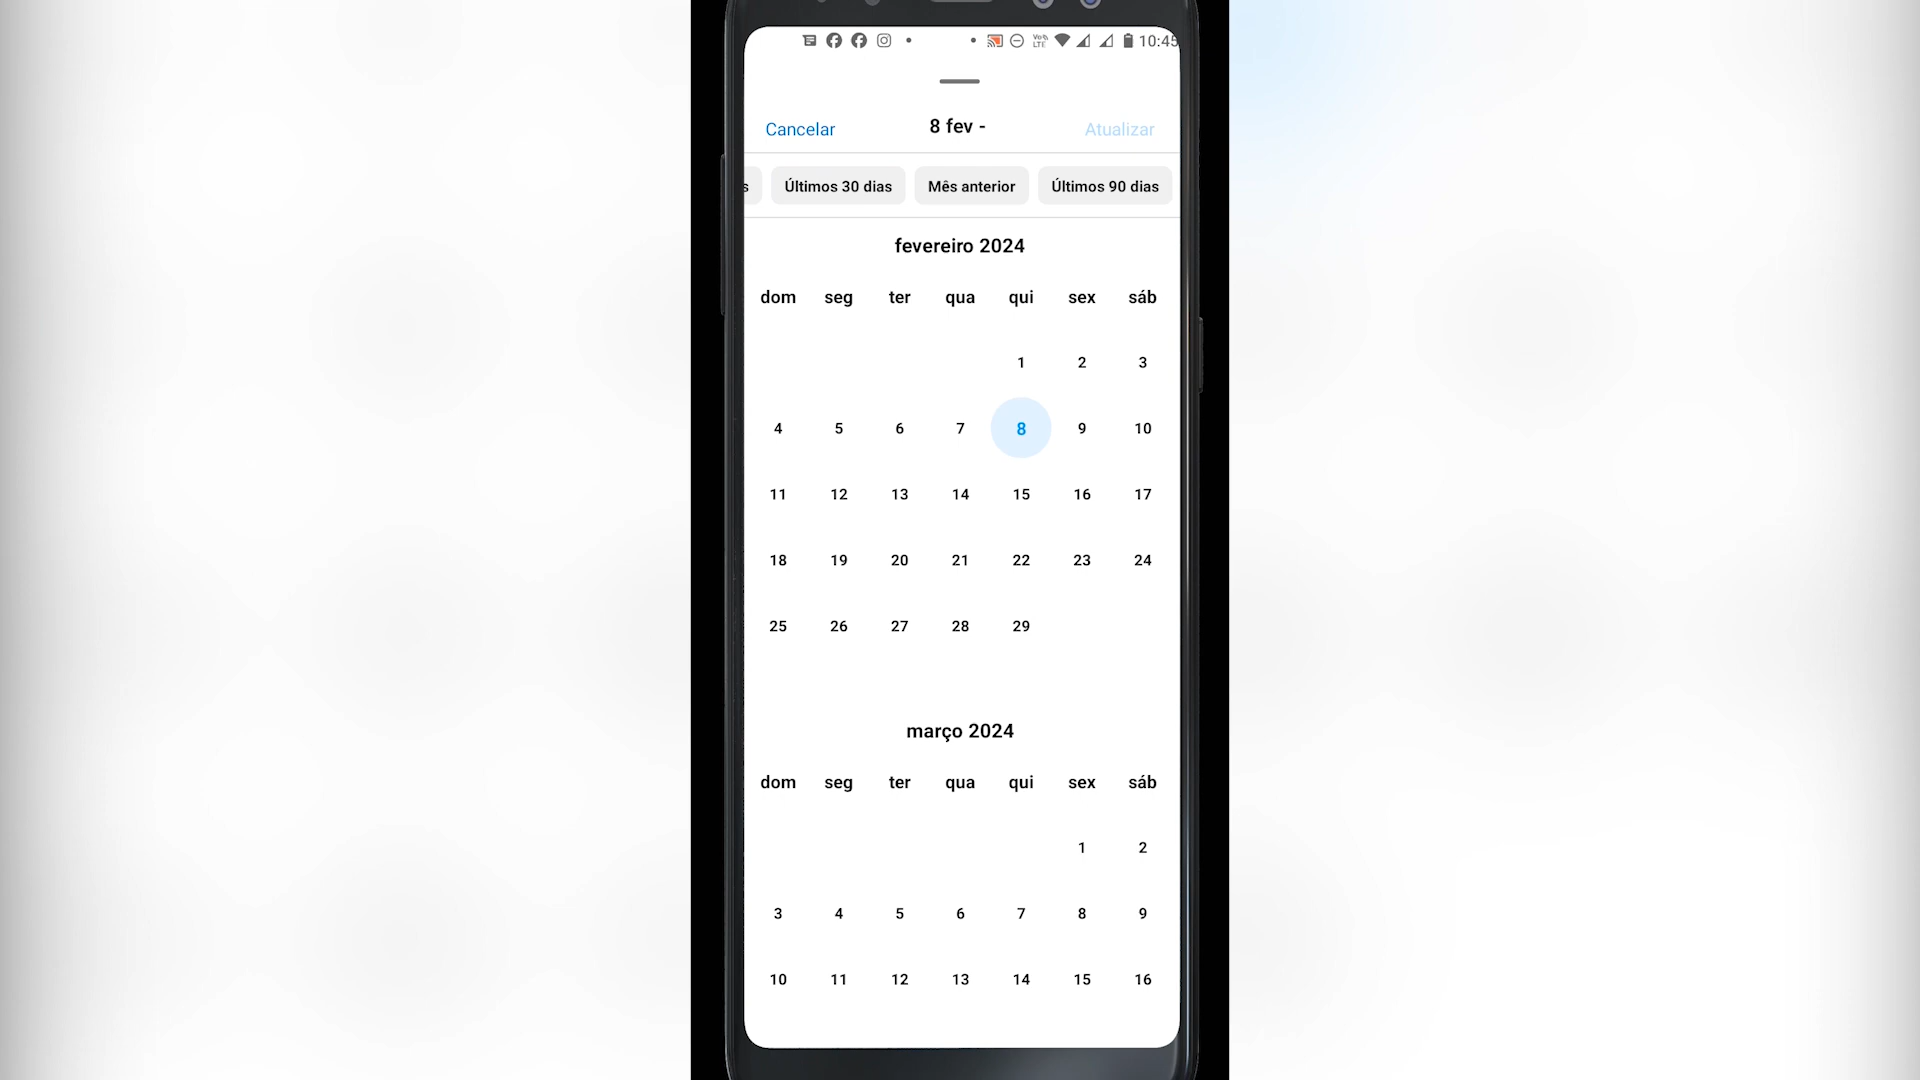 10:45
Cancelar 8 fev - Atualizar
s Últimos 30 dias Mês anterior Últimos 90 dias
fevereiro 2024
dom seg ter qua qui sex sáb
1 2 3
4 5 6 7 8 9 10
11 12 13 14 15 16 17
18 19 20 21 22 23 24
25 26 27 28 29
março 2024
dom seg ter qua qui sex sáb
1 2
3 4 5 6 7 8 9
10 11 12 13 14 15 16